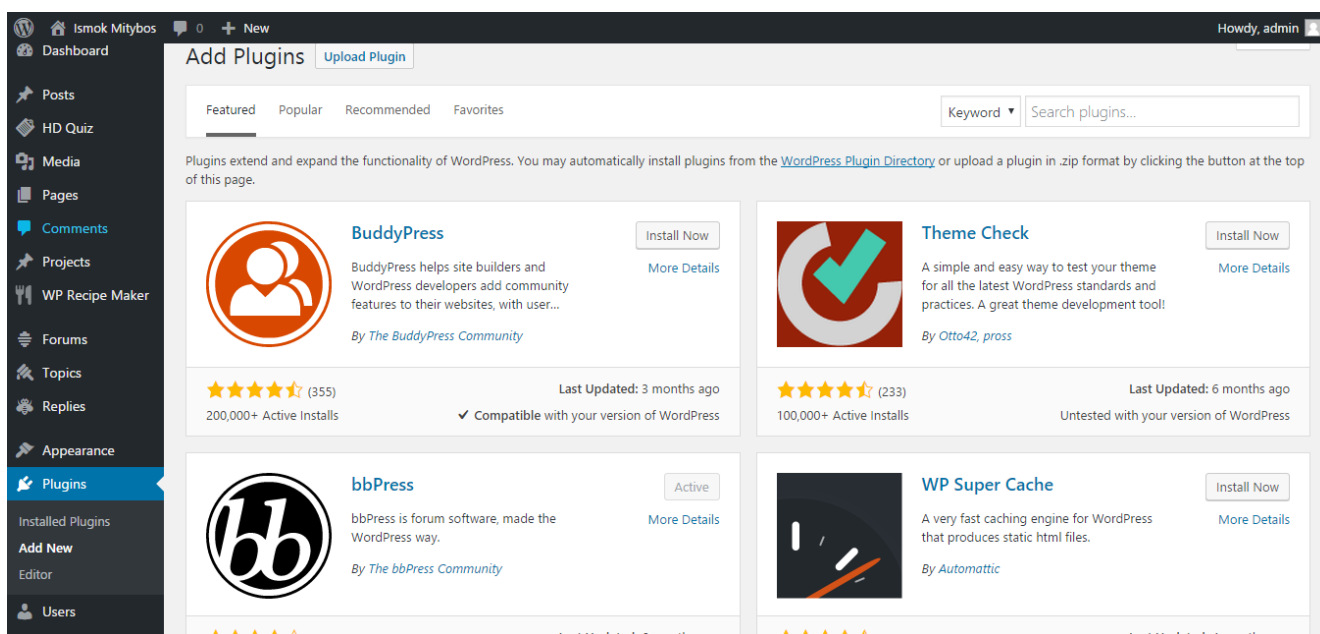 Ismok Mitybos 0 + New Howdy, admin
Dashboard
Posts
HD Quiz
Media
Pages
Comments
Projects
WP Recipe Maker
Forums
Topics
Replies
Appearance
Plugins
Installed Plugins
Add New
Editor
Users
Add Plugins Upload Plugin
Featured Popular Recommended Favorites Keyword Search plugins...
Plugins extend and expand the functionality of WordPress. You may automatically install plugins from the WordPress Plugin Directory or upload a plugin in .zip format by clicking the button at the top
of this page.
BuddyPress
Install Now
More Details
BuddyPress helps site builders and
WordPress developers add community
features to their websites, with user...
By The BuddyPress Community
(355)
Last Updated: 3 months ago
200,000+ Active Installs
✔ Compatible with your version of WordPress
Theme Check
Install Now
More Details
A simple and easy way to test your theme
for all the latest WordPress standards and
practices. A great theme development tool!
By Otto42, pross
(233)
Last Updated: 6 months ago
100,000+ Active Installs
Untested with your version of WordPress
bb
bbPress
Active
More Details
bbPress is forum software, made the
WordPress way.
By The bbPress Community
WP Super Cache
Install Now
More Details
A very fast caching engine for WordPress
that produces static html files.
By Automattic